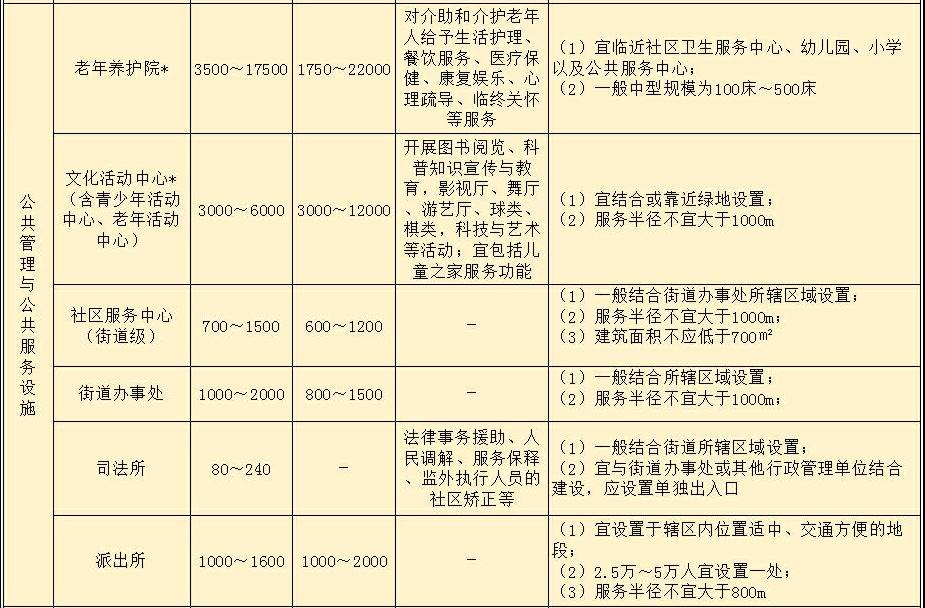 公共管理与公共服务设施
老年养护院*
3500～17500
1750～22000
对介助和介护老年
人给予生活护理、
餐饮服务、医疗保
健、康复娱乐、心
理疏导、临终关怀
等服务
（1）宜临近社区卫生服务中心、幼儿园、小学
以及公共服务中心；
（2）一般中型规模为100床～500床
文化活动中心*
（含青少年活动
中心、老年活动
中心）
3000～6000
3000～12000
开展图书阅览、科
普知识宣传与教
育，影视厅、舞厅
、游艺厅、球类、
棋类，科技与艺术
等活动；宜包括儿
童之家服务功能
（1）宜结合或靠近绿地设置；
（2）服务半径不宜大于1000m
社区服务中心
（街道级）
700～1500
600～1200
—
（1）一般结合街道办事处所辖区域设置；
（2）服务半径不宜大于1000m；
（3）建筑面积不应低于700㎡
街道办事处
1000～2000
800～1500
—
（1）一般结合所辖区域设置；
（2）服务半径不宜大于1000m；
司法所
80～240
—
法律事务援助、人
民调解、服务保释
、监外执行人员的
社区矫正等
（1）一般结合街道所辖区域设置；
（2）宜与街道办事处或其他行政管理单位结合
建设，应设置单独出入口
派出所
1000～1600
1000～2000
—
（1）宜设置于辖区内位置适中、交通方便的地
段；
（2）2.5万～5万人宜设置一处；
（3）服务半径不宜大于800m